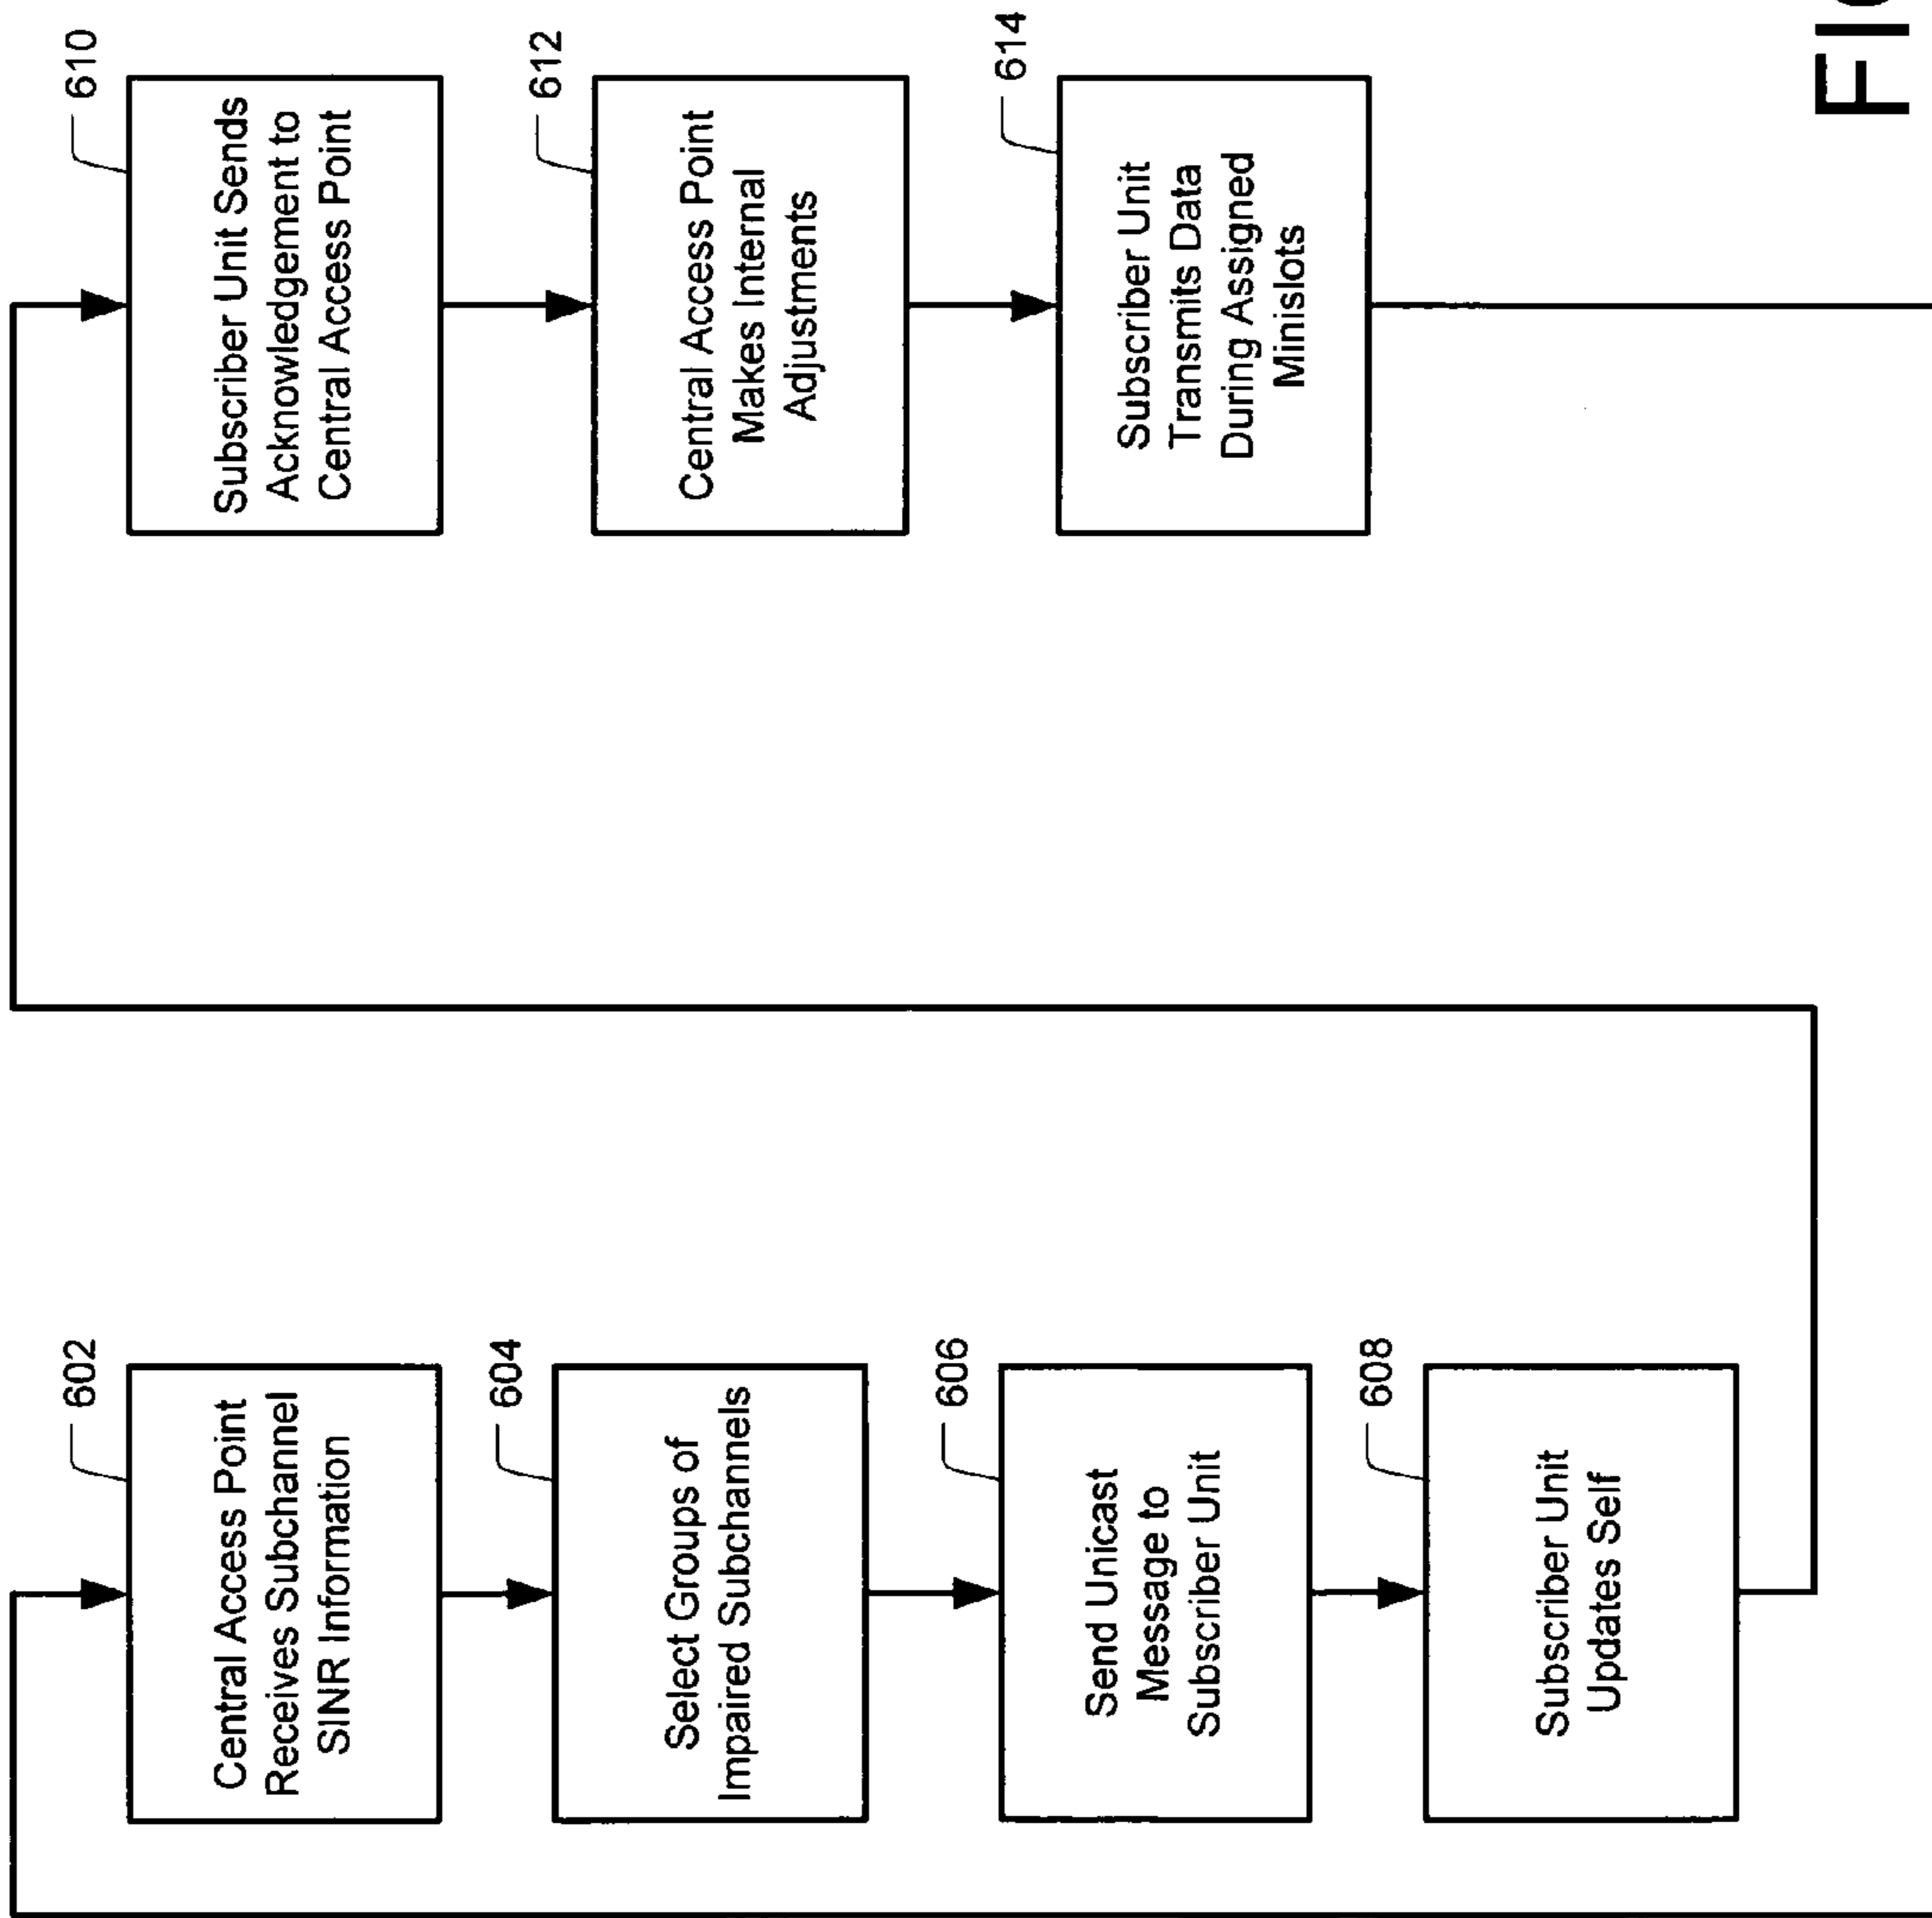 602
Central Access Point
Receives Subchannel
SINR Information
604
Select Groups of
Impaired Subchannels
606
Send Unicast
Message to
Subscriber Unit
608
Subscriber Unit
Updates Self
610
Subscriber Unit Sends
Acknowledgement to
Central Access Point
612
Central Access Point
Makes Internal
Adjustments
614
Subscriber Unit
Transmits Data
During Assigned
Minislots